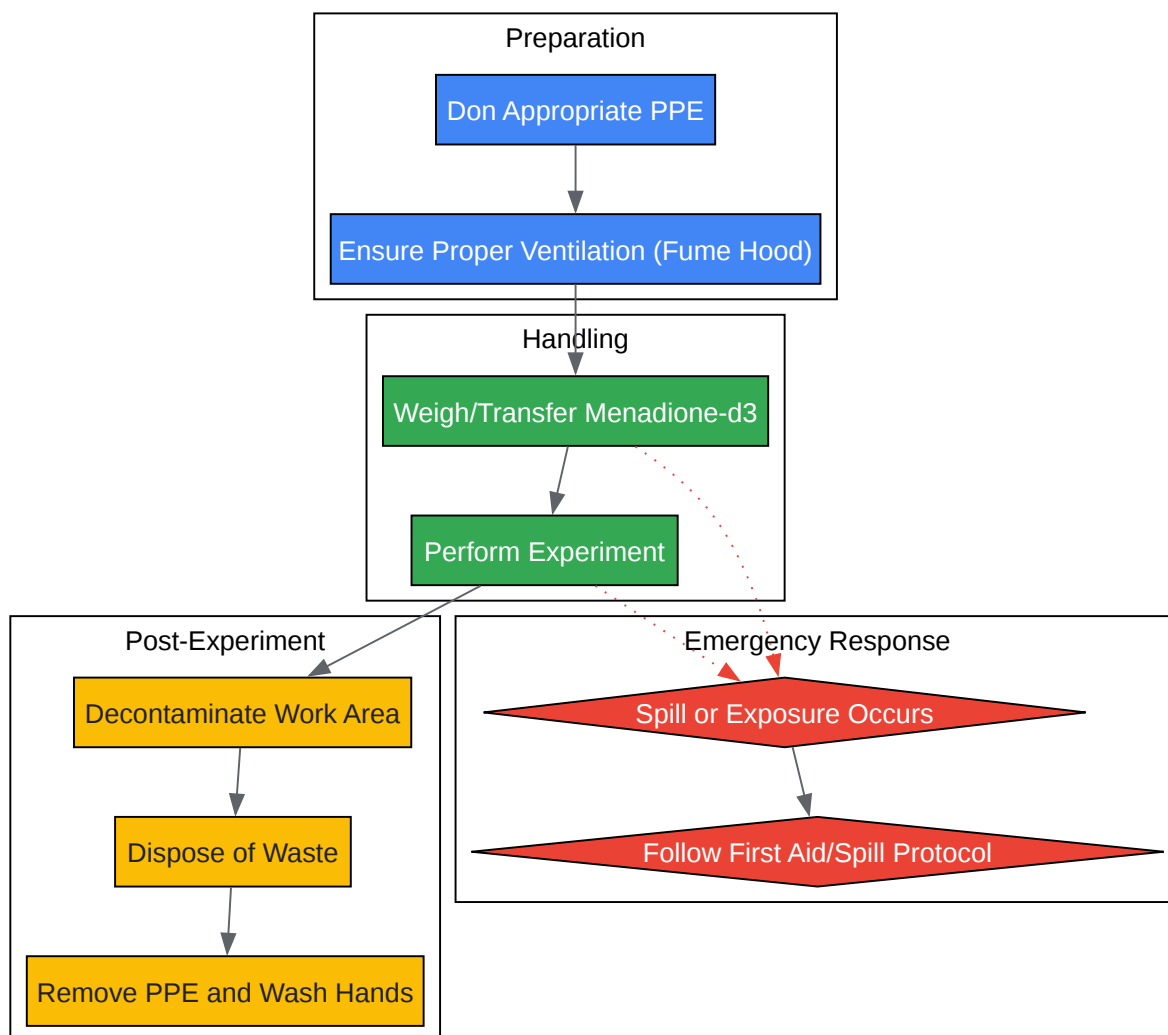 Preparation
Don Appropriate PPE
Ensure Proper Ventilation (Fume Hood)
Handling
Weigh/Transfer Menadione-d3
Perform Experiment
Post-Experiment
Decontaminate Work Area
Dispose of Waste
Remove PPE and Wash Hands
Emergency Response
Spill or Exposure Occurs
Follow First Aid/Spill Protocol